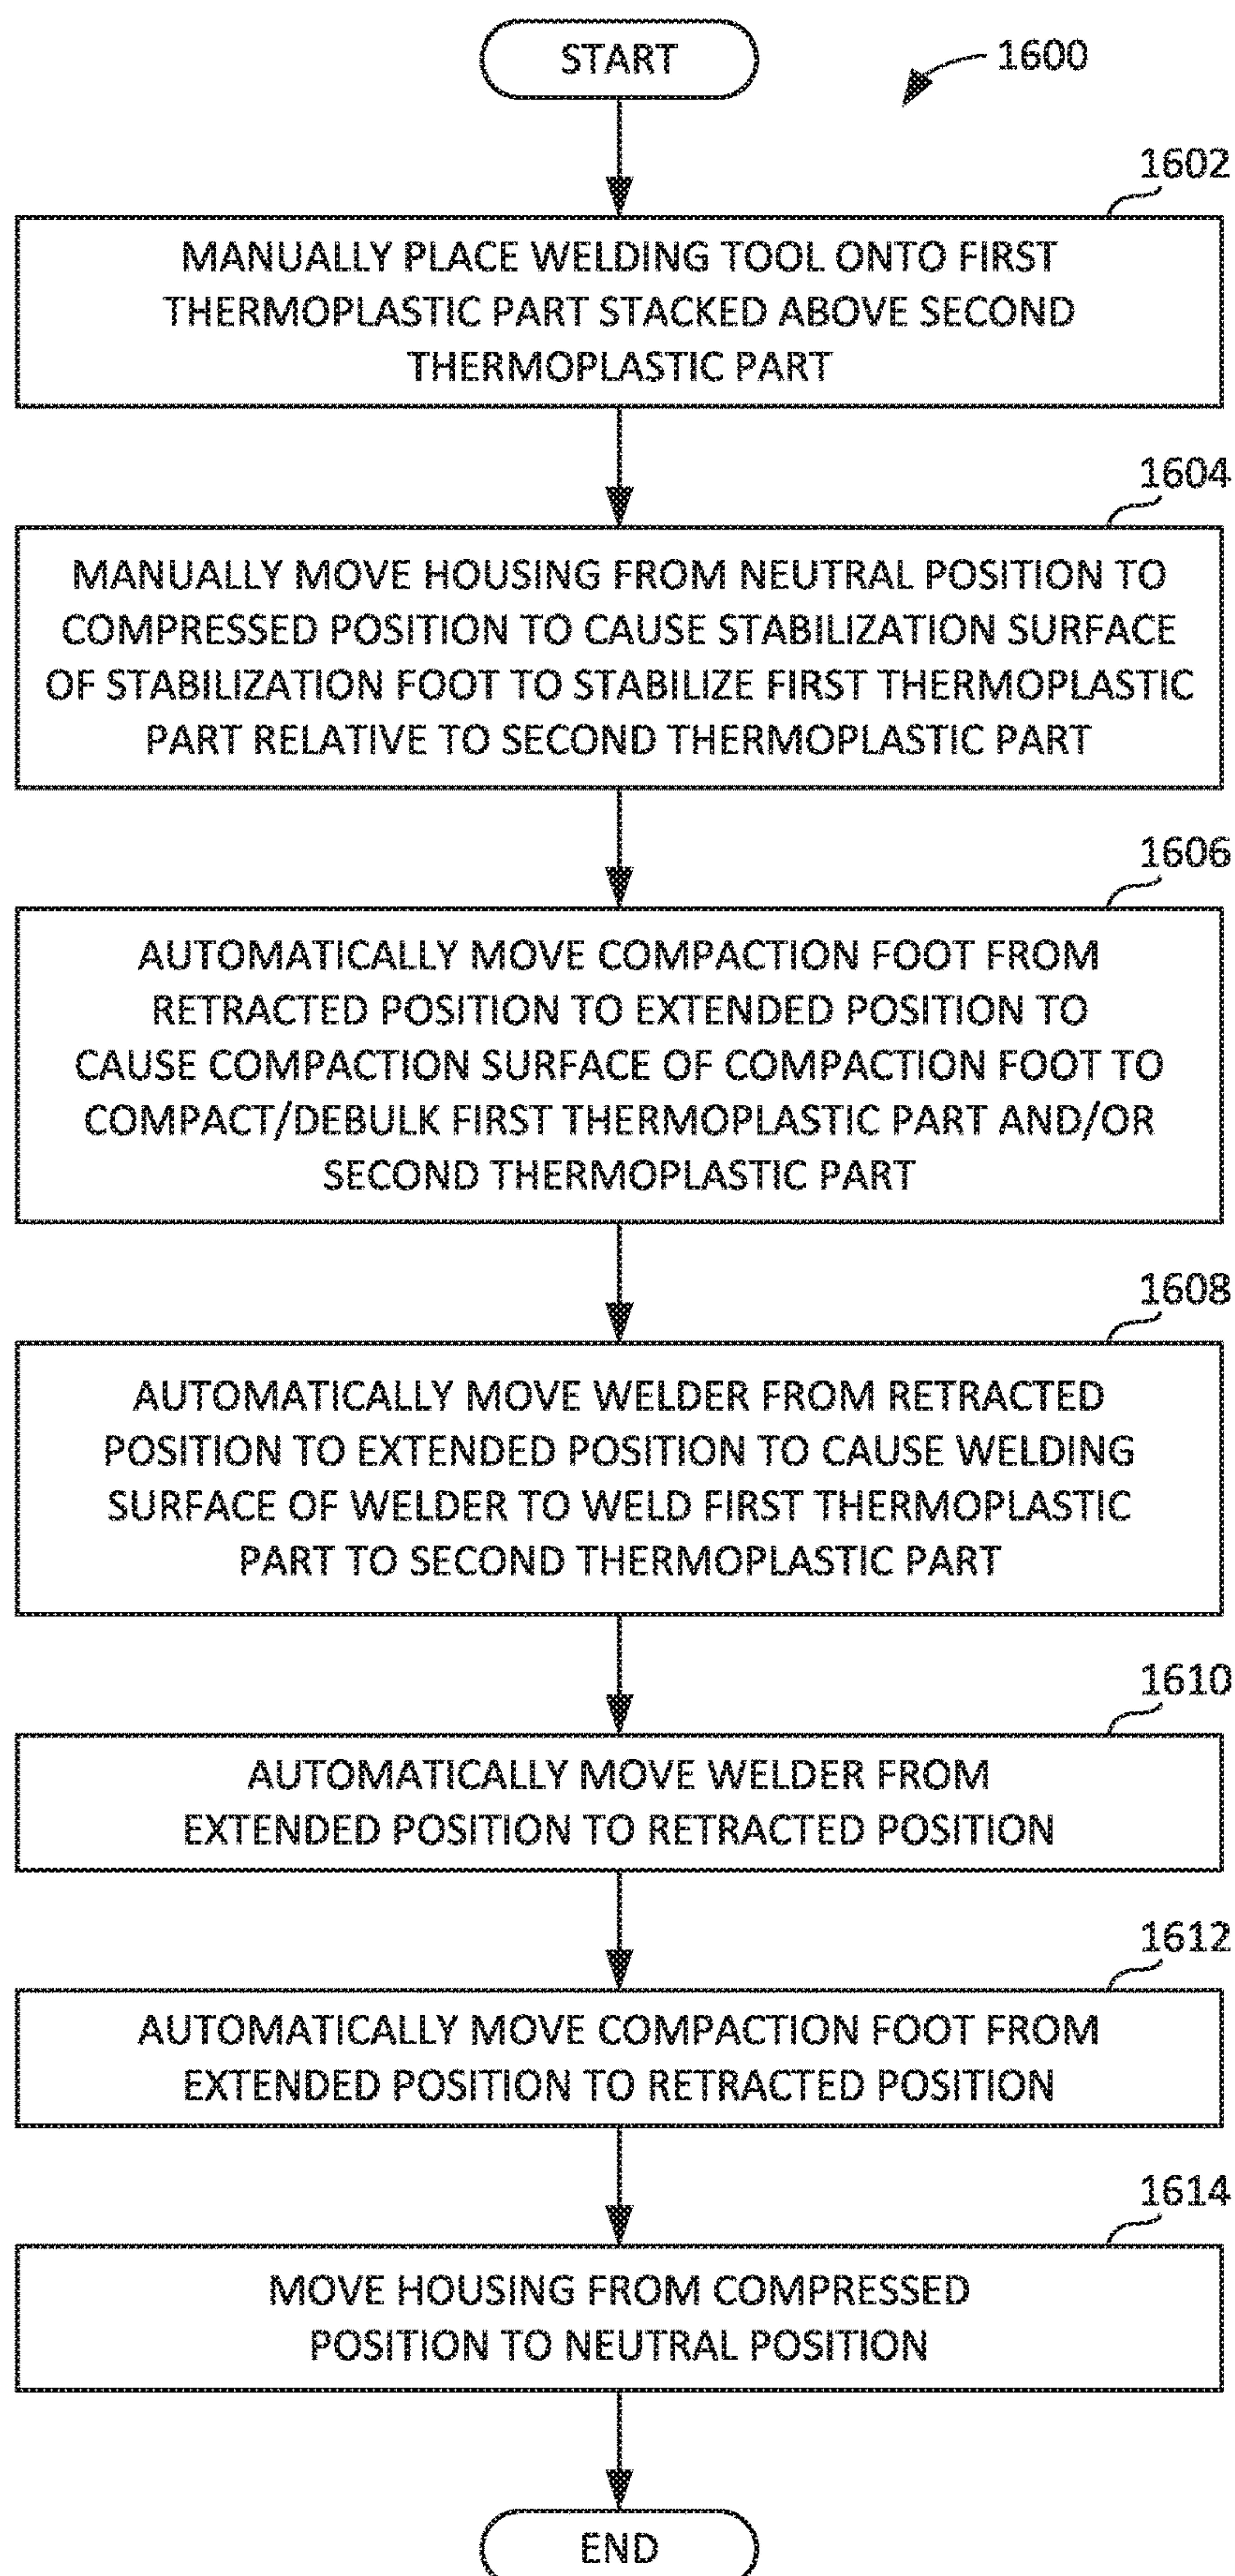 START
1600
1602
MANUALLY PLACE WELDING TOOL ONTO FIRST
THERMOPLASTIC PART STACKED ABOVE SECOND
THERMOPLASTIC PART
1604
MANUALLY MOVE HOUSING FROM NEUTRAL POSITION TO
COMPRESSED POSITION TO CAUSE STABILIZATION SURFACE
OF STABILIZATION FOOT TO STABILIZE FIRST THERMOPLASTIC
PART RELATIVE TO SECOND THERMOPLASTIC PART
1606
AUTOMATICALLY MOVE COMPACTION FOOT FROM
RETRACTED POSITION TO EXTENDED POSITION TO
CAUSE COMPACTION SURFACE OF COMPACTION FOOT TO
COMPACT/DEBULK FIRST THERMOPLASTIC PART AND/OR
SECOND THERMOPLASTIC PART
1608
AUTOMATICALLY MOVE WELDER FROM RETRACTED
POSITION TO EXTENDED POSITION TO CAUSE WELDING
SURFACE OF WELDER TO WELD FIRST THERMOPLASTIC
PART TO SECOND THERMOPLASTIC PART
1610
AUTOMATICALLY MOVE WELDER FROM
EXTENDED POSITION TO RETRACTED POSITION
1612
AUTOMATICALLY MOVE COMPACTION FOOT FROM
EXTENDED POSITION TO RETRACTED POSITION
1614
MOVE HOUSING FROM COMPRESSED
POSITION TO NEUTRAL POSITION
END